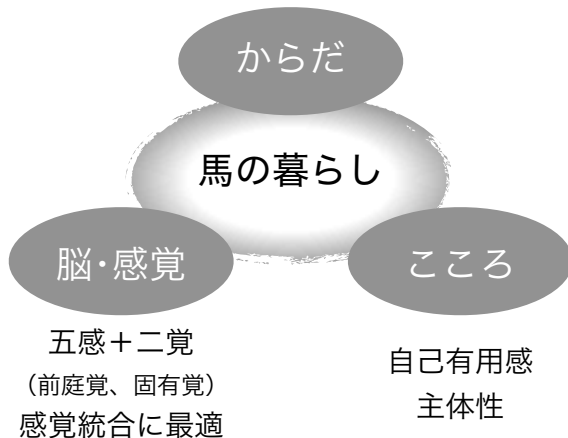 からだ
馬の暮らし
脳・感覚
こころ
五感＋二覚
（前庭覚、固有覚）
感覚統合に最適
自己有用感
主体性